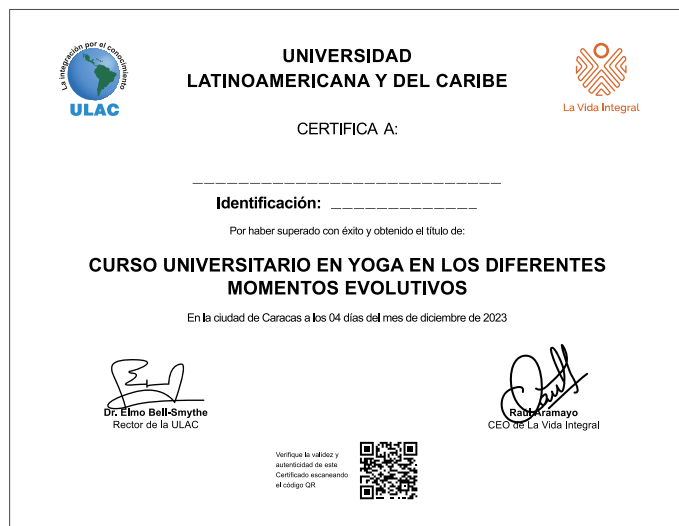 La integración por el conocimiento
ULAC
UNIVERSIDAD
LATINOAMERICANA Y DEL CARIBE
La Vida Integral
CERTIFICA A:
Identificación:
Por haber superado con éxito y obtenido el título de:
CURSO UNIVERSITARIO EN YOGA EN LOS DIFERENTES
MOMENTOS EVOLUTIVOS
En la ciudad de Caracas a los 04 días del mes de diciembre de 2023
Dr. Elmo Bell-Smythe
Rector de la ULAC
Raúl Aramayo
CEO de La Vida Integral
Verifique la validez y
autenticidad de este
Certificado escaneando
el código QR